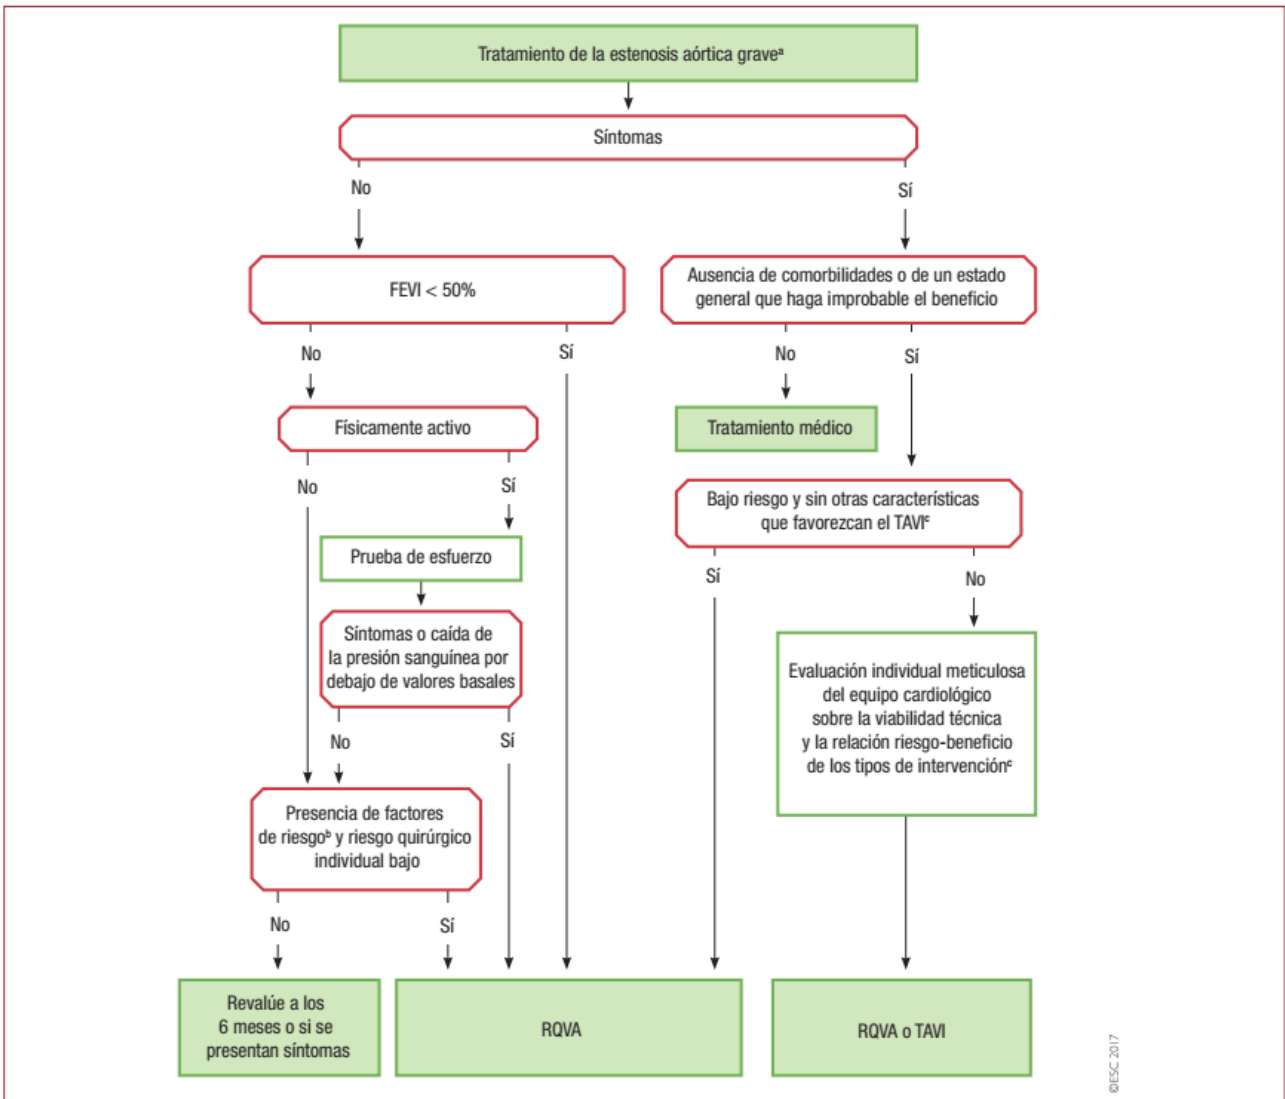 Tratamiento de la estenosis aórtica graveᵃ
Síntomas
No
Sí
FEVI < 50%
Ausencia de comorbilidades o de un estado
general que haga improbable el beneficio
No
Sí
No
Sí
Físicamente activo
Tratamiento médico
No
Sí
Bajo riesgo y sin otras características
que favorezcan el TAVIᶜ
Prueba de esfuerzo
Sí
No
Síntomas o caída de
la presión sanguínea por
debajo de valores basales
Evaluación individual meticulosa
del equipo cardiológico
sobre la viabilidad técnica
y la relación riesgo-beneficio
de los tipos de intervenciónᶜ
No
Sí
Presencia de factores
de riesgoᵇ y riesgo quirúrgico
individual bajo
No
Sí
Revalúe a los
6 meses o si se
presentan síntomas
RQVA
RQVA o TAVI
©ESC 2017